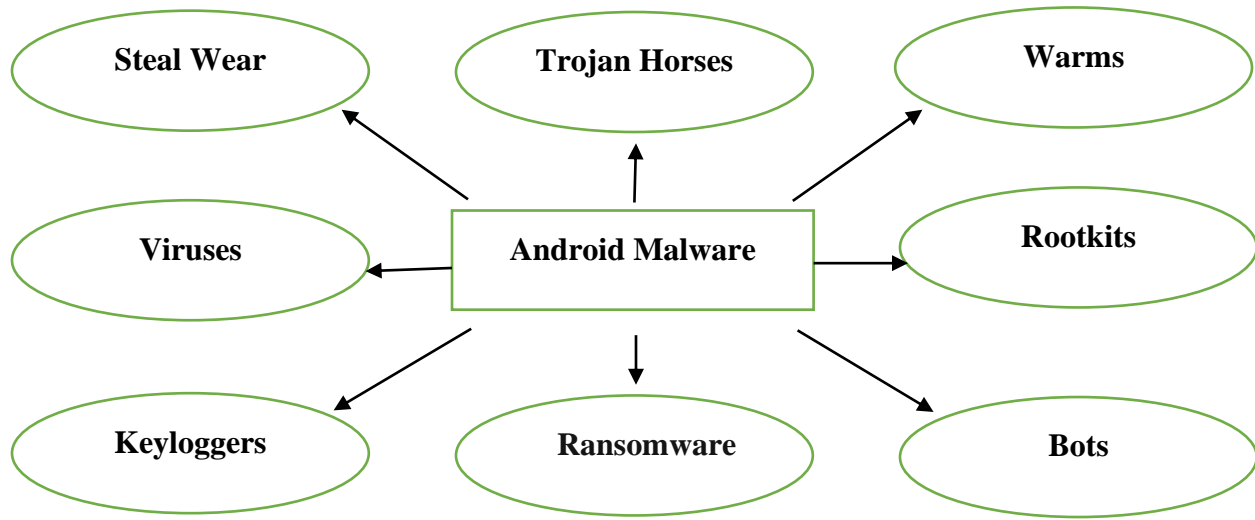 Steal Wear
Trojan Horses
Warms
Viruses
Android Malware
Rootkits
Keyloggers
Ransomware
Bots